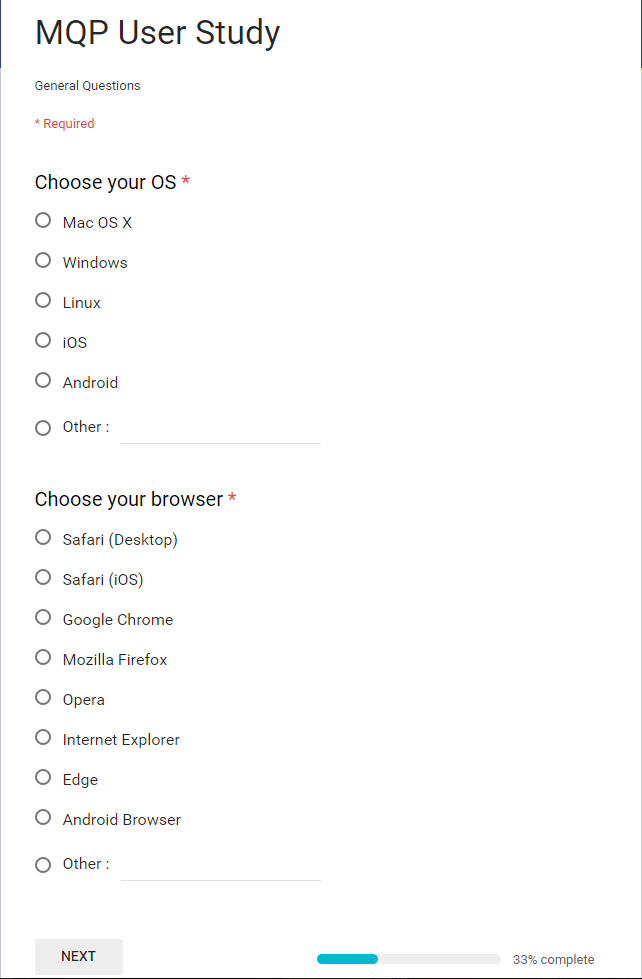 MQP User Study
General Questions
* Required
Choose your OS *
Mac OS X
Windows
Linux
iOS
Android
Other :
Choose your browser *
Safari (Desktop)
Safari (iOS)
Google Chrome
Mozilla Firefox
Opera
Internet Explorer
Edge
Android Browser
Other :
NEXT 33% complete